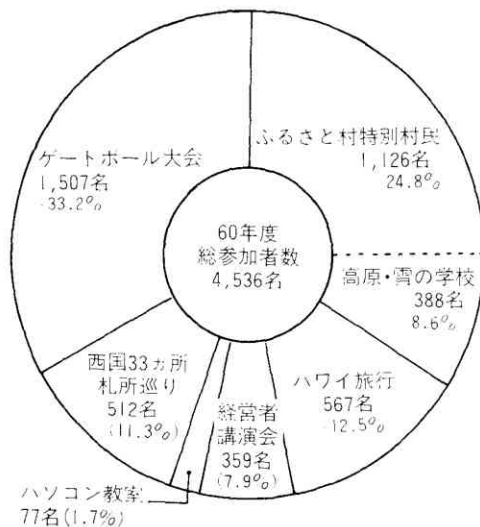 ふるさと村特別村民
1,126名
24.8%
高原・雪の学校
388名
8.6%
ハワイ旅行
567名
12.5%
経営者
講演会
359名
(7.9%)
ハソコン教室
77名(1.7%)
西国33ヵ所
札所巡り
512名
(11.3%)
ゲートボール大会
1,507名
33.2%
60年度
総参加者数
4,536名